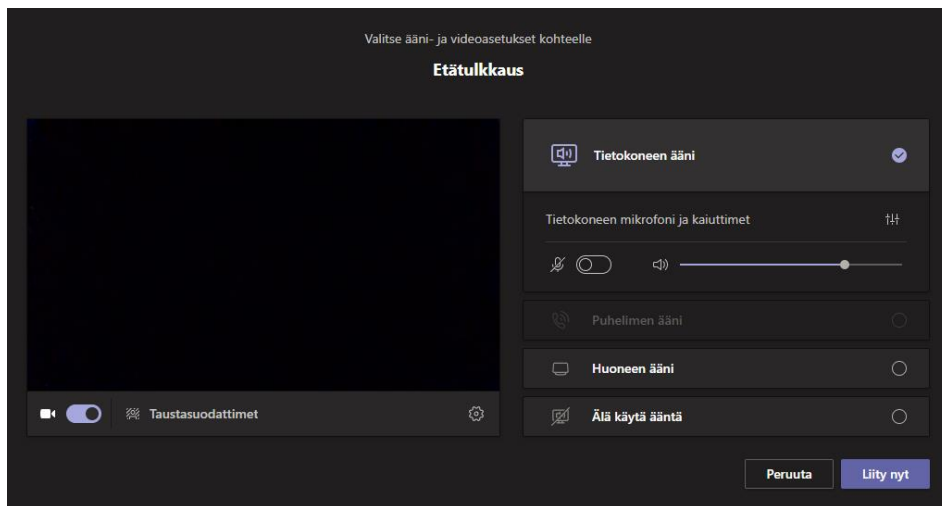 Valitse ääni- ja videoasetukset kohteelle
Etätulkkaus
Tietokoneen ääni
Tietokoneen mikrofoni ja kaiuttimet
Puhelimen ääni
Huoneen ääni
Taustasuodattimet
Älä käytä ääntä
Peruuta
Liity nyt